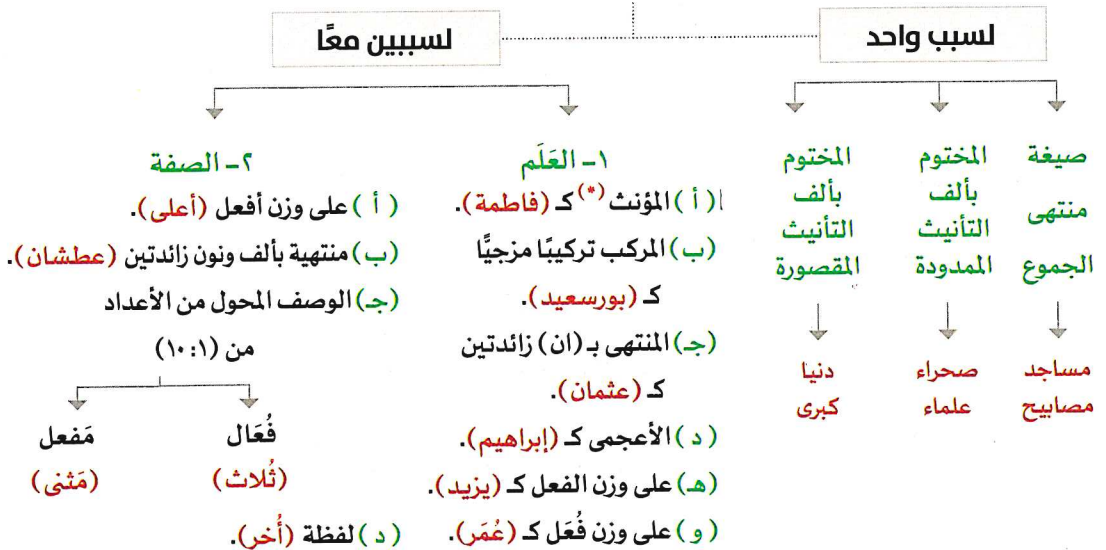 لسبب واحد
لسببين معًا
صيغة
منتهى
الجموع
مساجد
مصابيح
المختوم
بألف
التأنيث
الممدودة
صحراء
علماء
المختوم
بألف
التأنيث
المقصورة
دنيا
كبرى
١- العَلَم
( أ ) المؤنث (*) كـ (فاطمة).
(ب) المركب تركيبًا مزجيًّا
كـ (بورسعيد).
(جـ) المنتهى بـ (ان) زائدتين
كـ (عثمان).
( د ) الأعجمى كـ (إبراهيم).
(هـ) على وزن الفعل كـ (يزيد).
( و ) على وزن فُعَل كـ (عُمَر).
٢- الصفة
( أ ) على وزن أفعل (أعلى).
(ب) منتهية بألف ونون زائدتين (عطشان).
(جـ) الوصف المحول من الأعداد
من (١٠:١)
فُعَال
(ثُلاث)
مَفعل
(مَثنى)
( د ) لفظة (أُخر).